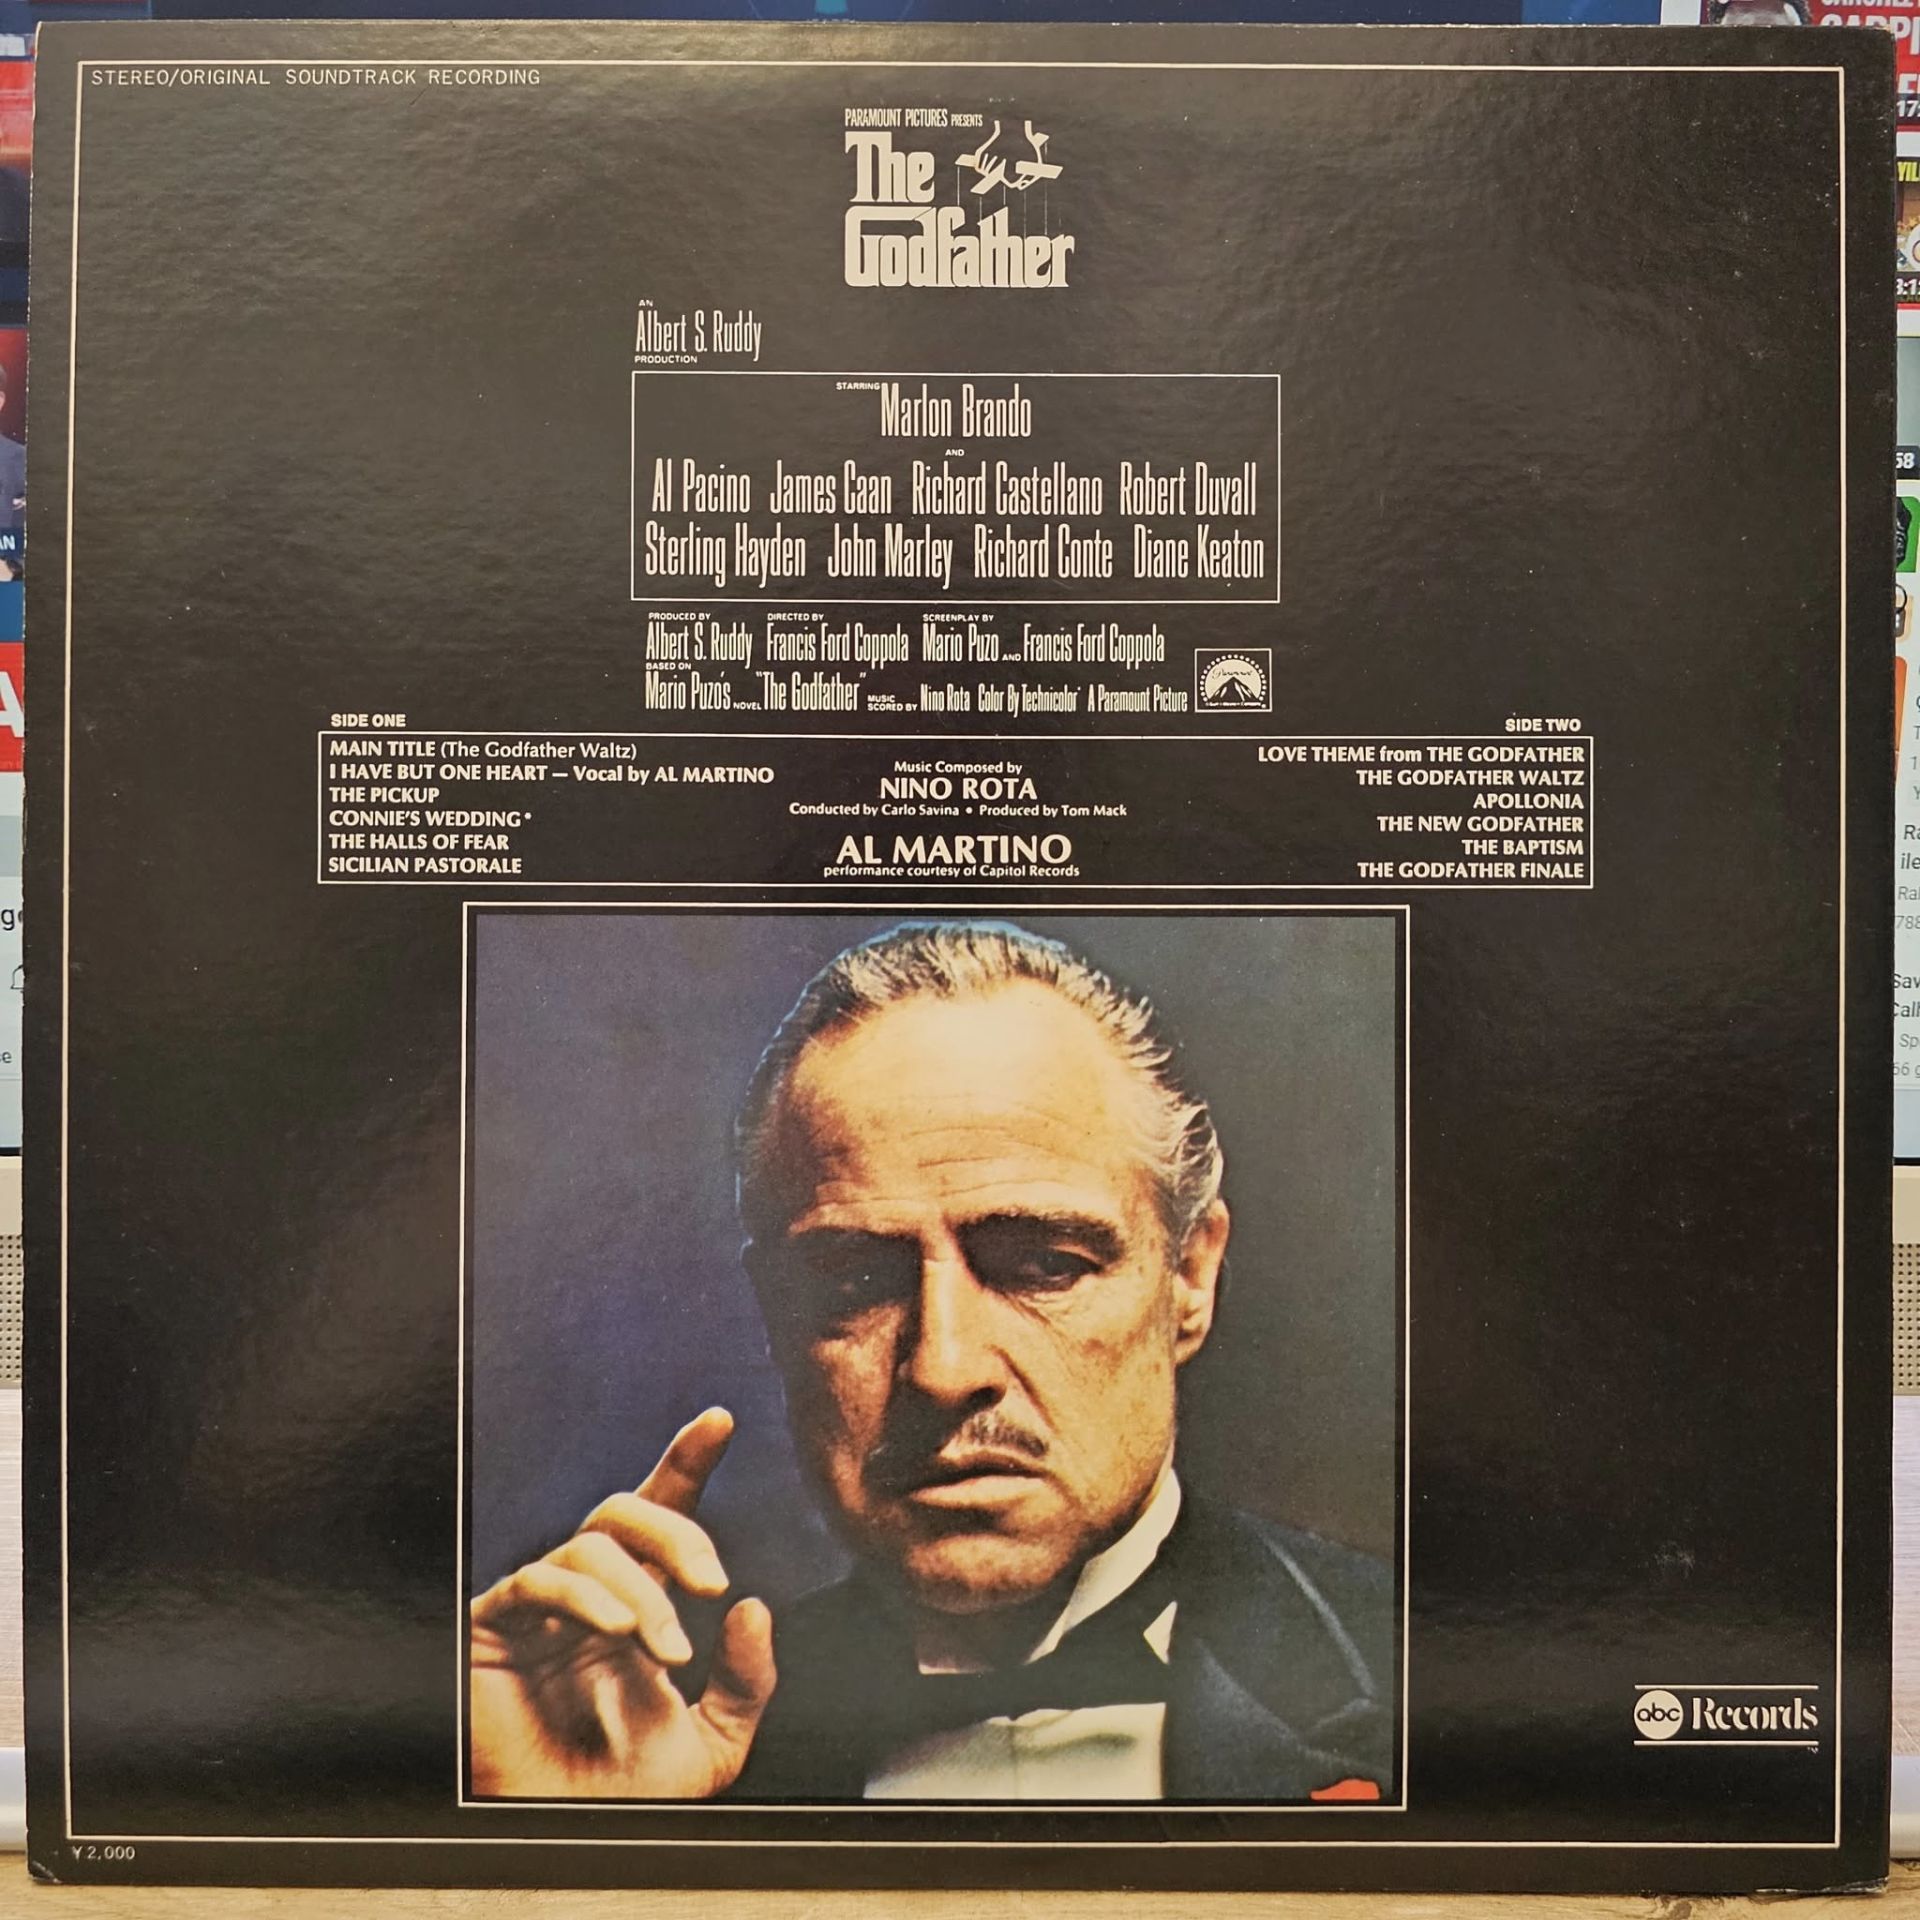 STEREO/ORIGINAL SOUNDTRACK RECORDING
PARAMOUNT PICTURES PRESENTS
The
Godfather
AN
Albert S. Ruddy
PRODUCTION
STARRING Marlon Brando
AND
Al Pacino James Caan Richard Castellano Robert Duvall
Sterling Hayden John Marley Richard Conte Diane Keaton
PRODUCED BY DIRECTED BY SCREENPLAY BY
Albert S. Ruddy Francis Ford Coppola Mario Puzo AND Francis Ford Coppola
BASED ON
Mario Puzo's NOVEL "The Godfather" MUSIC SCORED BY Nino Rota Color By Technicolor® A Paramount Picture
Paramount
SIDE ONE
MAIN TITLE (The Godfather Waltz)
I HAVE BUT ONE HEART — Vocal by AL MARTINO
THE PICKUP
CONNIE'S WEDDING*
THE HALLS OF FEAR
SICILIAN PASTORALE
Music Composed by
NINO ROTA
Conducted by Carlo Savina • Produced by Tom Mack
AL MARTINO
performance courtesy of Capitol Records
SIDE TWO
LOVE THEME from THE GODFATHER
THE GODFATHER WALTZ
APOLLONIA
THE NEW GODFATHER
THE BAPTISM
THE GODFATHER FINALE
abc Records
TM
¥2,000